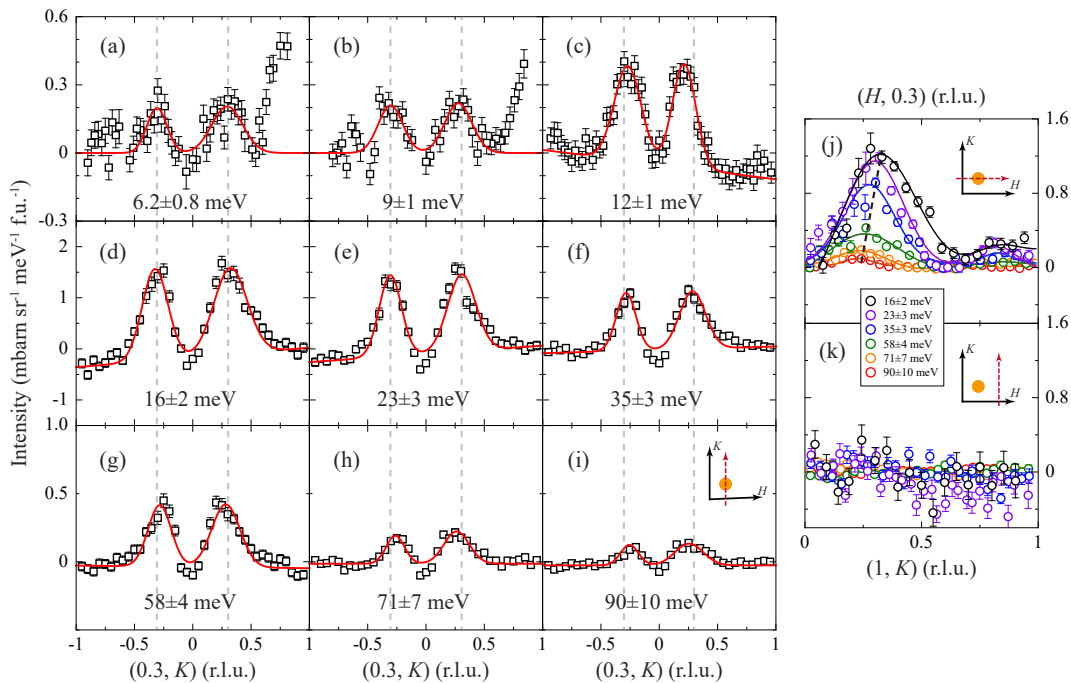 Intensity (mbarn sr⁻¹ meV⁻¹ f.u.⁻¹)
0.6
0.3
0
-0.3
(a)
6.2±0.8 meV
(b)
9±1 meV
(c)
12±1 meV
2
1
0
-1
(d)
16±2 meV
(e)
23±3 meV
(f)
35±3 meV
1.0
0.5
0
(g)
58±4 meV
(h)
71±7 meV
(i)
K
H
90±10 meV
-1 -0.5 0 0.5 1 -0.5 0 0.5 1 -0.5 0 0.5 1
(0.3, K) (r.l.u.) (0.3, K) (r.l.u.) (0.3, K) (r.l.u.)
(H, 0.3) (r.l.u.)
(j)
K
H
1.6
0.8
0
16±2 meV
23±3 meV
35±3 meV
58±4 meV
71±7 meV
90±10 meV
(k)
K
H
1.6
0.8
0
0 0.5 1
(1, K) (r.l.u.)